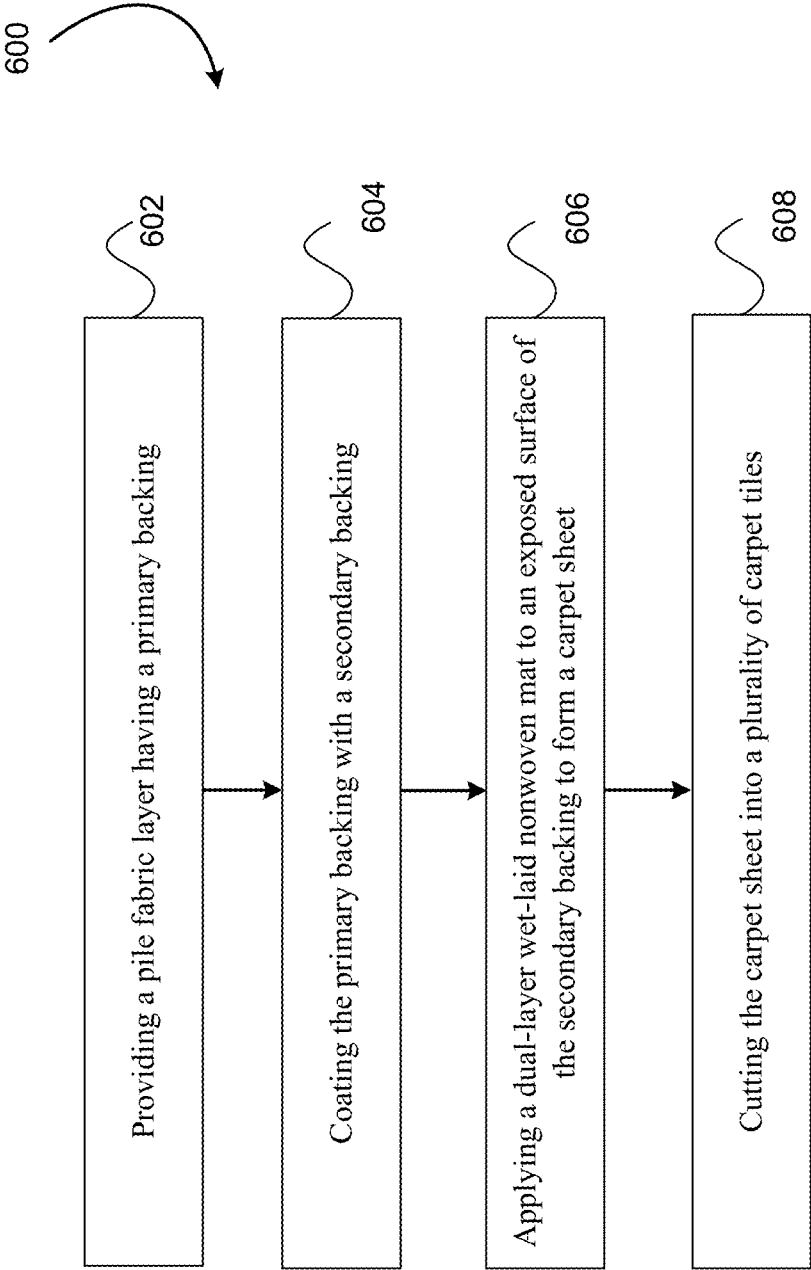 600
602
Providing a pile fabric layer having a primary backing
604
Coating the primary backing with a secondary backing
606
Applying a dual-layer wet-laid nonwoven mat to an exposed surface of
the secondary backing to form a carpet sheet
608
Cutting the carpet sheet into a plurality of carpet tiles